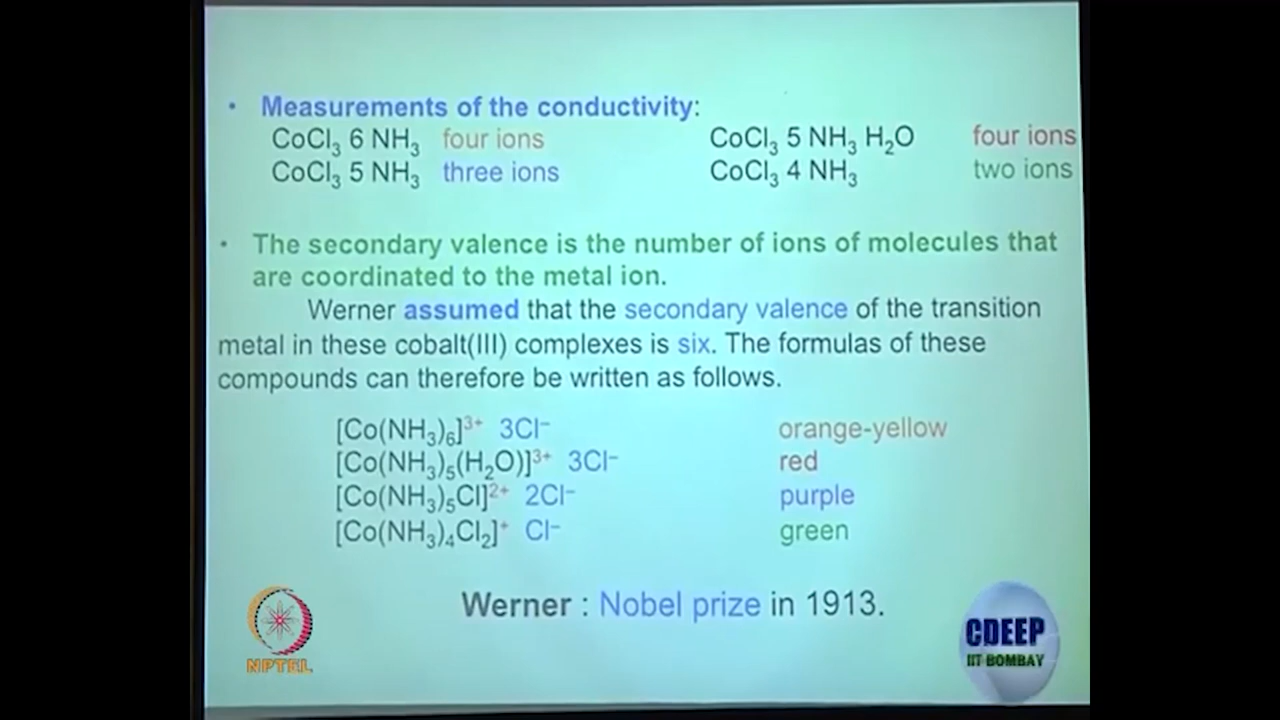 • Measurements of the conductivity:
CoCl₃ 6 NH₃ four ions CoCl₃ 5 NH₃ H₂O four ions
CoCl₃ 5 NH₃ three ions CoCl₃ 4 NH₃ two ions
• The secondary valence is the number of ions of molecules that
are coordinated to the metal ion.
Werner assumed that the secondary valence of the transition
metal in these cobalt(III) complexes is six. The formulas of these
compounds can therefore be written as follows.
[Co(NH₃)₆]³⁺ 3Cl⁻ orange-yellow
[Co(NH₃)₅(H₂O)]³⁺ 3Cl⁻ red
[Co(NH₃)₅Cl]²⁺ 2Cl⁻ purple
[Co(NH₃)₄Cl₂]⁺ Cl⁻ green
Werner : Nobel prize in 1913.
NPTEL
CDEEP
IIT BOMBAY